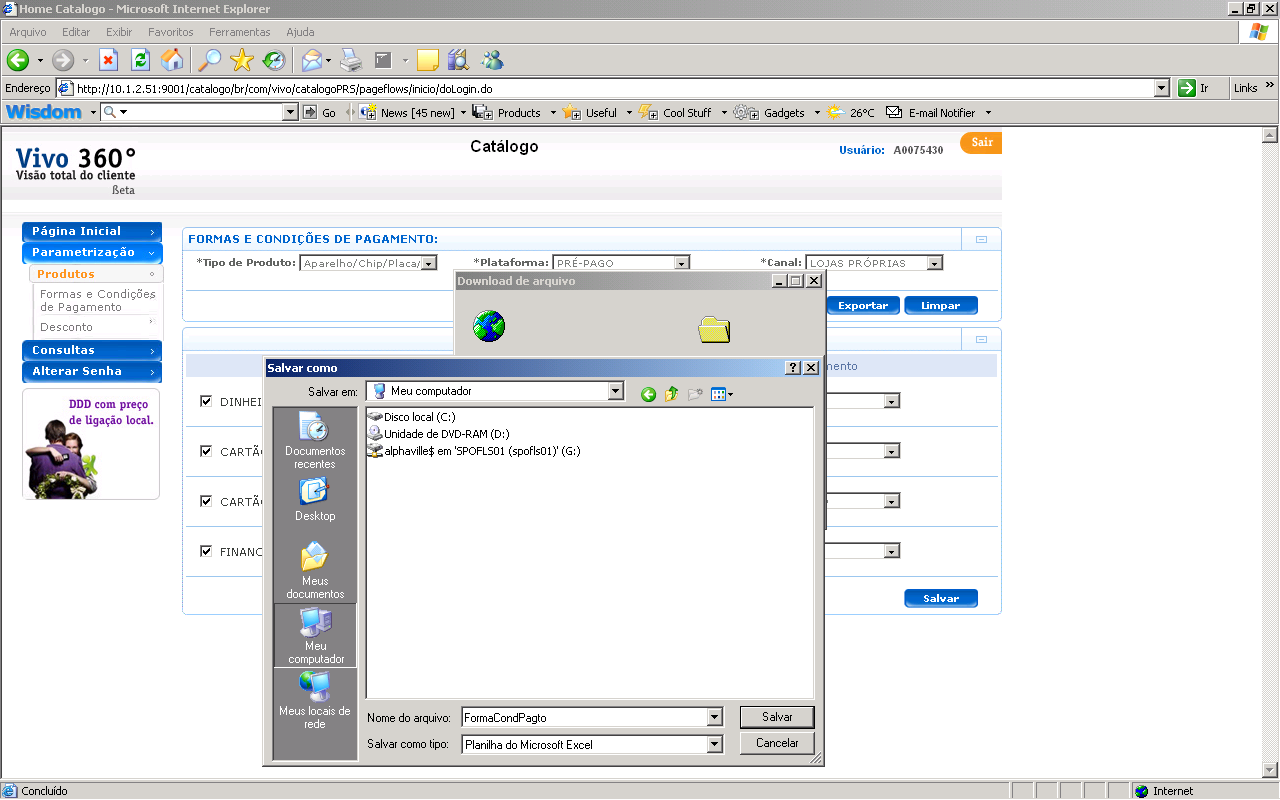 Home Catalogo - Microsoft Internet Explorer
Arquivo Editar Exibir Favoritos Ferramentas Ajuda
Endereço http://10.1.2.51:9001/catalogo/br/com/vivo/catalogoPRS/pageflows/inicio/doLogin.do Ir Links »
Wisdom Go News [45 new] Products Useful Cool Stuff Gadgets 26°C E-mail Notifier
Vivo 360°
Visão total do cliente
ßeta
Catálogo
Usuário: A0075430
Sair
Página Inicial
Parametrização
Produtos
Formas e Condições
de Pagamento
Desconto
Consultas
Alterar Senha
DDD com preço
de ligação local.
FORMAS E CONDIÇÕES DE PAGAMENTO:
*Tipo de Produto: Aparelho/Chip/Placa/ *Plataforma: PRÉ-PAGO *Canal: LOJAS PRÓPRIAS
Exportar Limpar
DINHEI
CARTÃ
CARTÃ
FINANC
Salvar
Download de arquivo
Salvar como
Salvar em: Meu computador
Documentos
recentes
Desktop
Meus
documentos
Meu
computador
Meus locais de
rede
Disco local (C:)
Unidade de DVD-RAM (D:)
alphaville$ em 'SPOFLS01 (spofls01)' (G:)
Nome do arquivo: FormaCondPagto Salvar
Salvar como tipo: Planilha do Microsoft Excel Cancelar
Concluído Internet